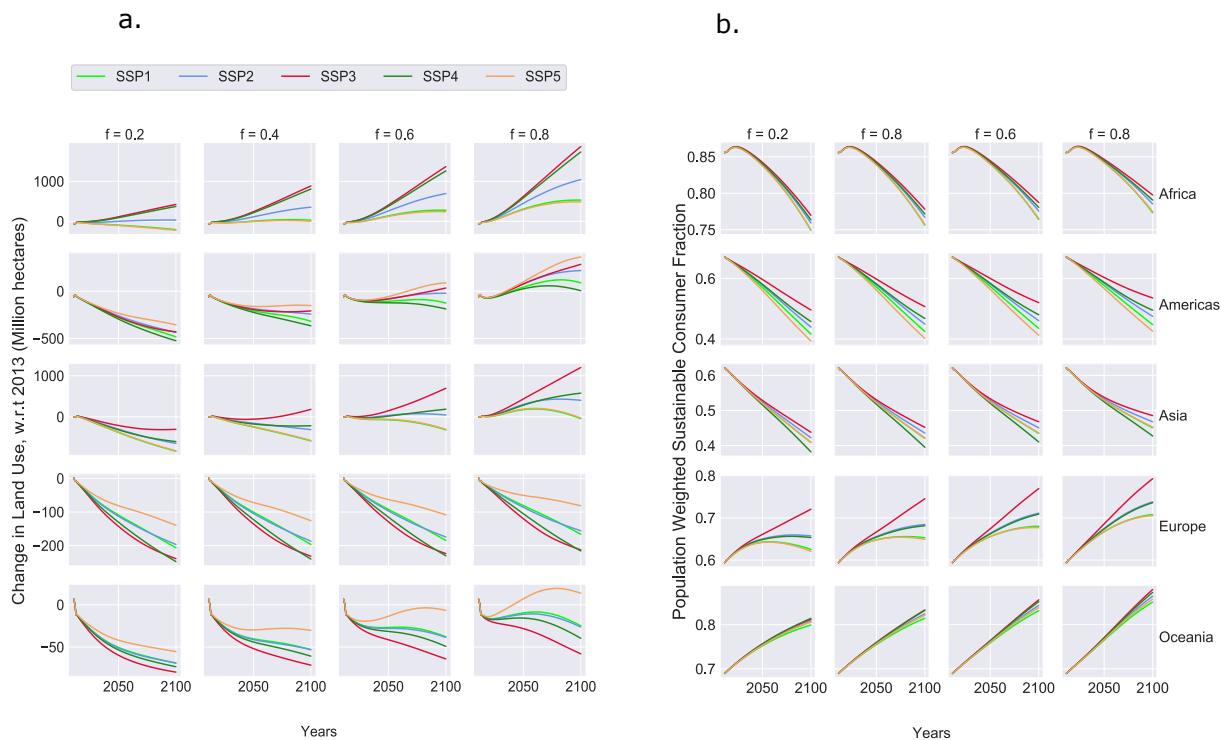 a.
b.
SSP1 SSP2 SSP3 SSP4 SSP5
f = 0.2 f = 0.4 f = 0.6 f = 0.8
Change in Land Use, w.r.t 2013 (Million hectares)
1000
0
0
−500
1000
0
0
−100
−200
0
−50
2050 2100 2050 2100 2050 2100 2050 2100
Years
f = 0.2 f = 0.8 f = 0.6 f = 0.8
Population Weighted Sustainable Consumer Fraction
0.85
0.80
0.75
Africa
0.6
0.4
Americas
0.6
0.5
0.4
Asia
0.8
0.7
0.6
Europe
0.8
0.7
Oceania
2050 2100 2050 2100 2050 2100 2050 2100
Years